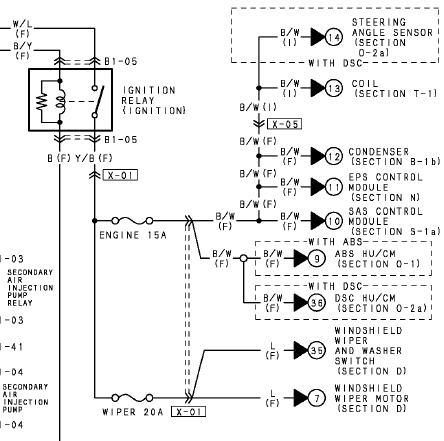 W/L
(F)
B/Y
(F)
B1-05
IGNITION
RELAY
(IGNITION)
B1-05
B (F) Y/B (F)
X-01
ENGINE 15A
B/W
(I)
14
STEERING
ANGLE SENSOR
(SECTION
O-2a)
WITH DSC
B/W
(I)
13
COIL
(SECTION T-1)
B/W (I)
X-05
B/W (F)
B/W
(F)
12
CONDENSER
(SECTION B-1b)
B/W (F)
B/W
(F)
11
EPS CONTROL
MODULE
(SECTION N)
B/W (F)
B/W
(F)
B/W
(F)
10
SAS CONTROL
MODULE
(SECTION S-1a)
WITH ABS
B/W
(F)
B/W
(F)
9
ABS HU/CM
(SECTION O-1)
WITH DSC
B/W
(F)
36
DSC HU/CM
(SECTION O-2a)
I-03
SECONDARY
AIR
INJECTION
PUMP
RELAY
I-03
I-41
I-04
SECONDARY
AIR
INJECTION
PUMP
I-04
L
(F)
35
WINDSHIELD
WIPER
AND WASHER
SWITCH
(SECTION D)
WIPER 20A
X-01
L
(F)
7
WINDSHIELD
WIPER MOTOR
(SECTION D)